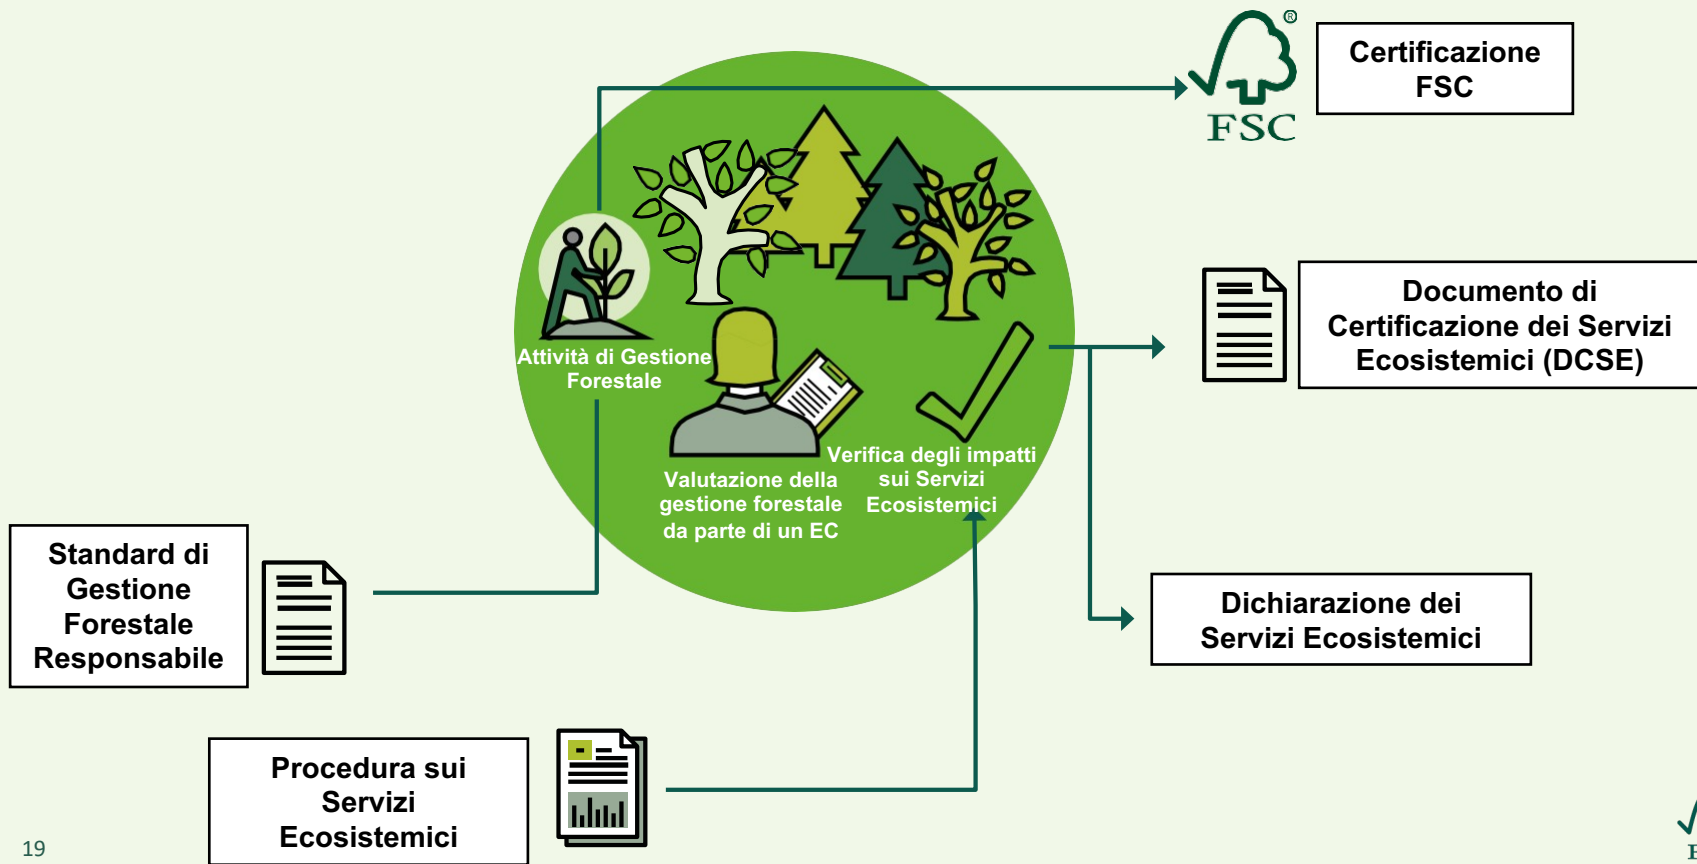 ®
FSC
Certificazione
FSC
Attività di Gestione
Forestale
Documento di
Certificazione dei Servizi
Ecosistemici (DCSE)
Valutazione della
gestione forestale
da parte di un EC
Verifica degli impatti
sui Servizi
Ecosistemici
Standard di
Gestione
Forestale
Responsabile
Dichiarazione dei
Servizi Ecosistemici
Procedura sui
Servizi
Ecosistemici
19